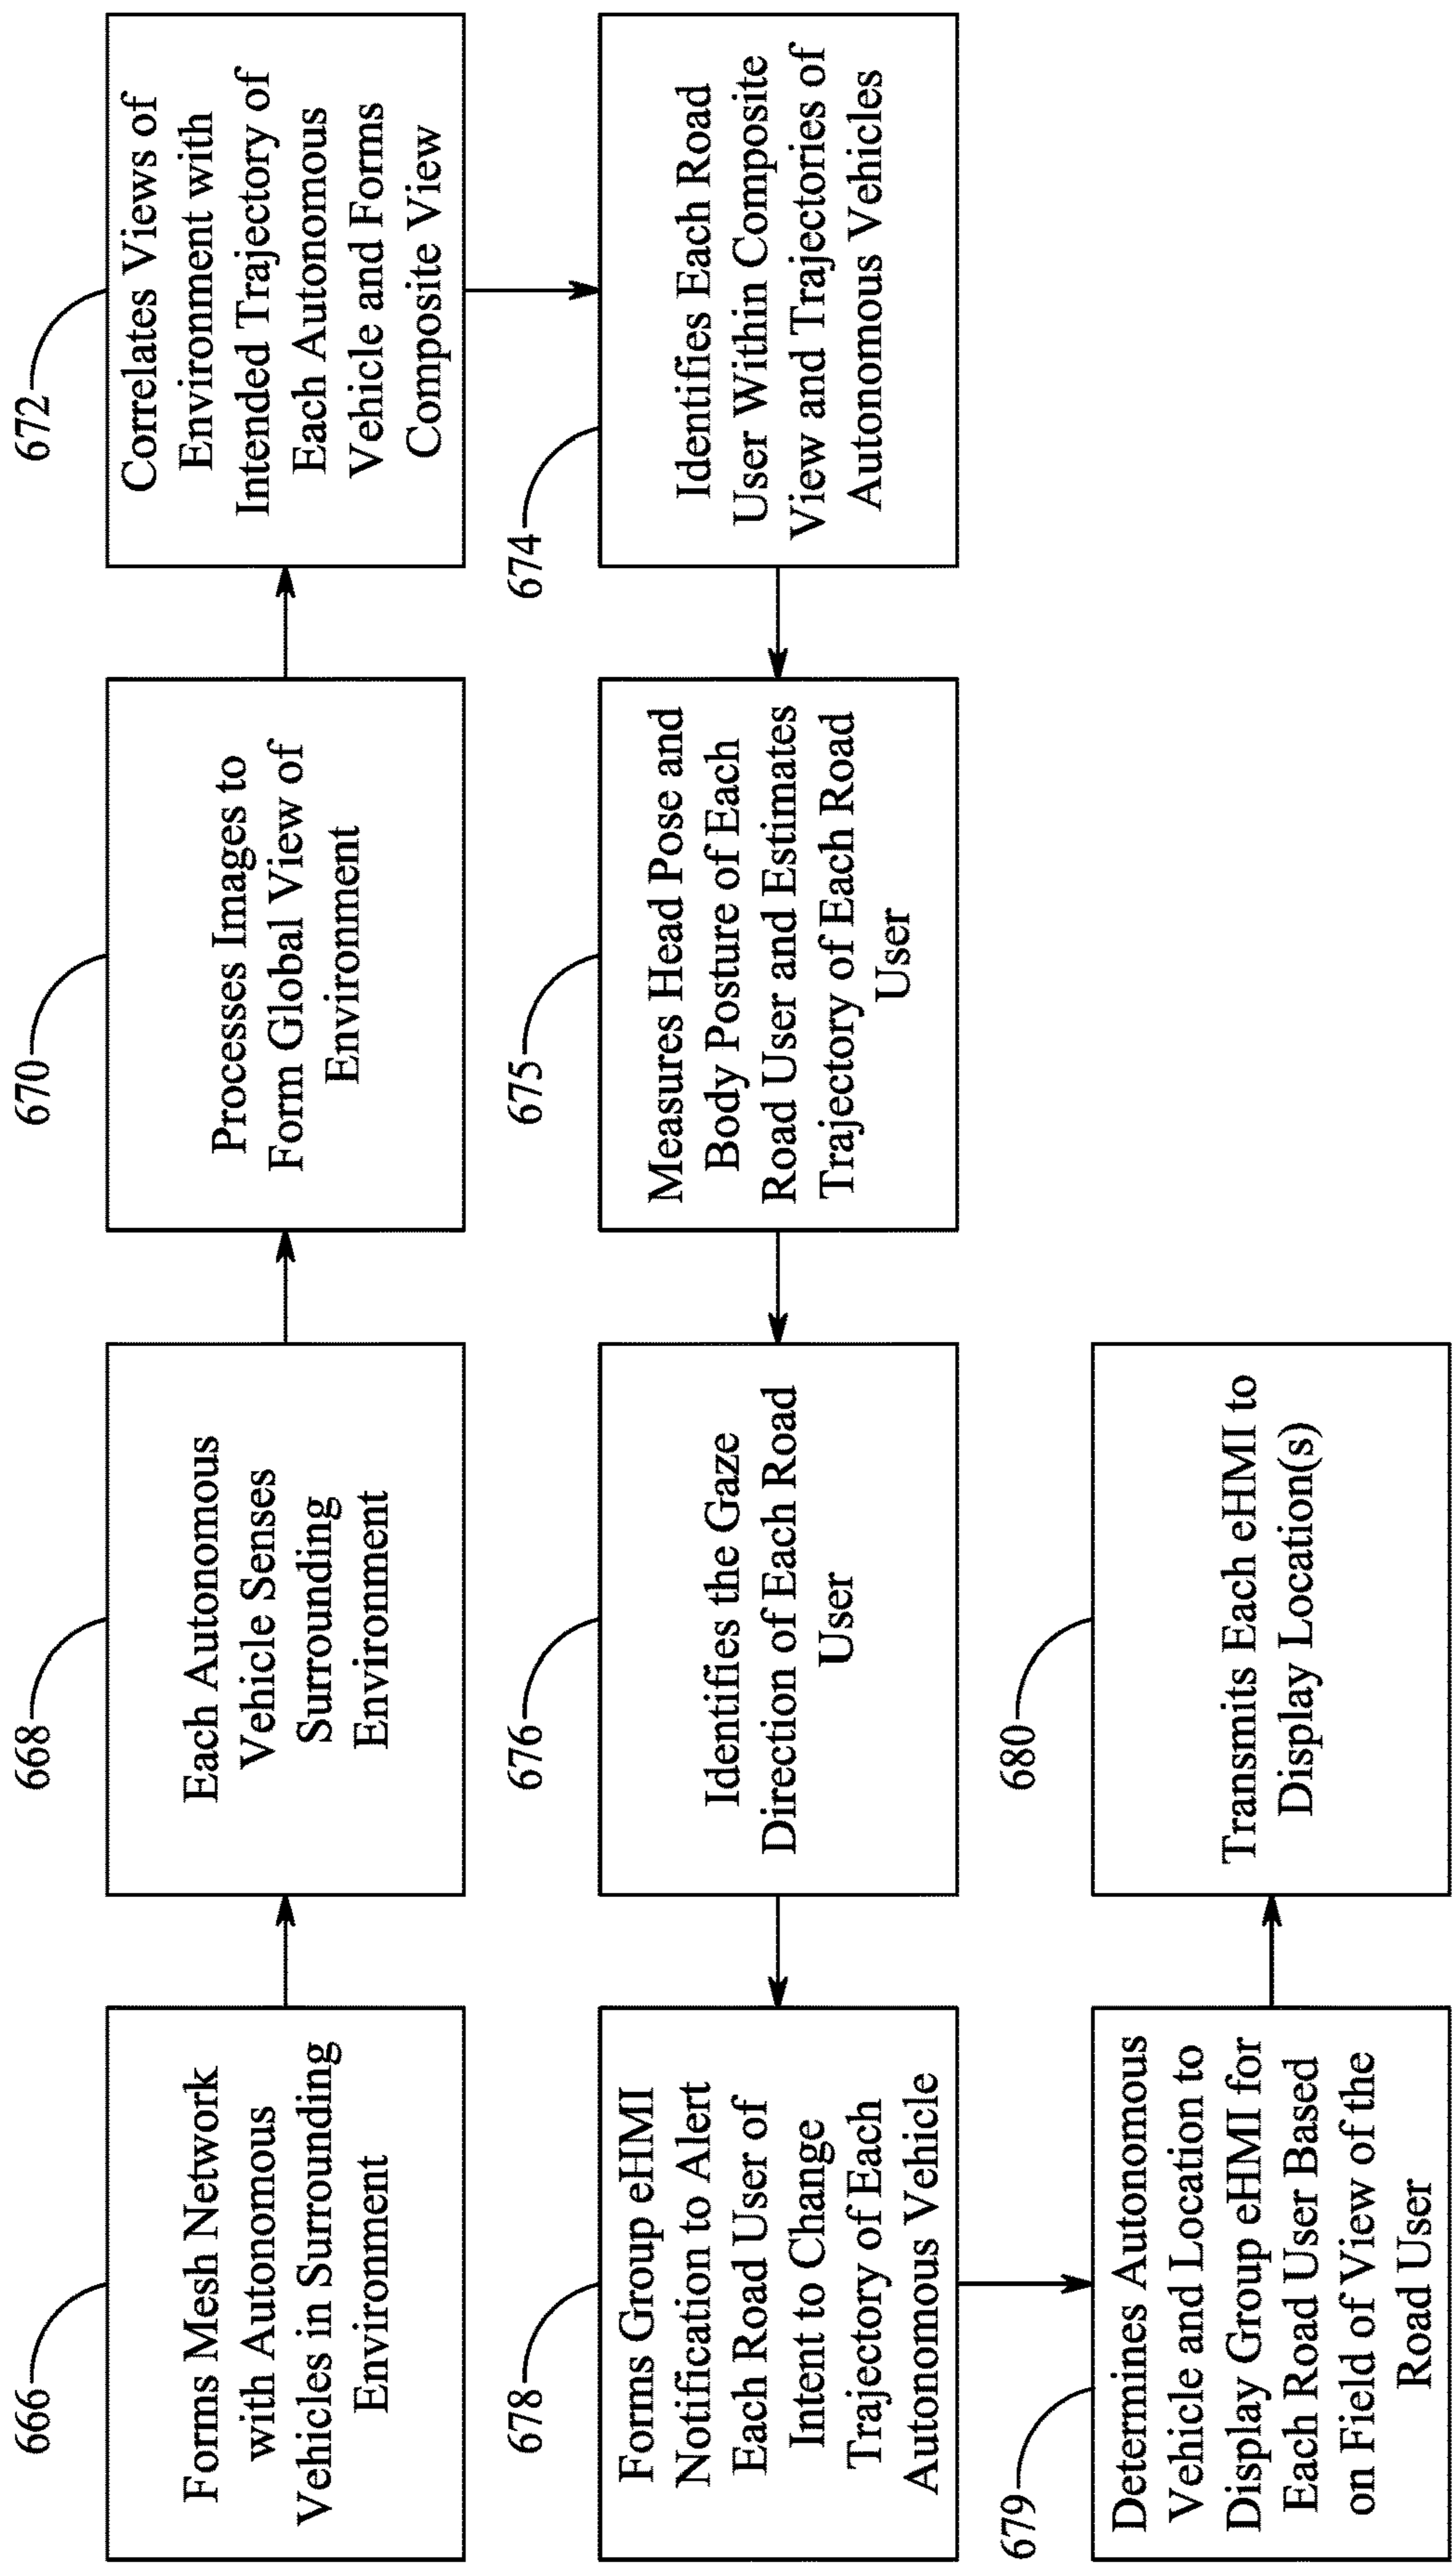 666
Forms Mesh Network
with Autonomous
Vehicles in Surrounding
Environment
668
Each Autonomous
Vehicle Senses
Surrounding
Environment
670
Processes Images to
Form Global View of
Environment
672
Correlates Views of
Environment with
Intended Trajectory of
Each Autonomous
Vehicle and Forms
Composite View
674
Identifies Each Road
User Within Composite
View and Trajectories of
Autonomous Vehicles
675
Measures Head Pose and
Body Posture of Each
Road User and Estimates
Trajectory of Each Road
User
676
Identifies the Gaze
Direction of Each Road
User
678
Forms Group eHMI
Notification to Alert
Each Road User of
Intent to Change
Trajectory of Each
Autonomous Vehicle
679
Determines Autonomous
Vehicle and Location to
Display Group eHMI for
Each Road User Based
on Field of View of the
Road User
680
Transmits Each eHMI to
Display Location(s)